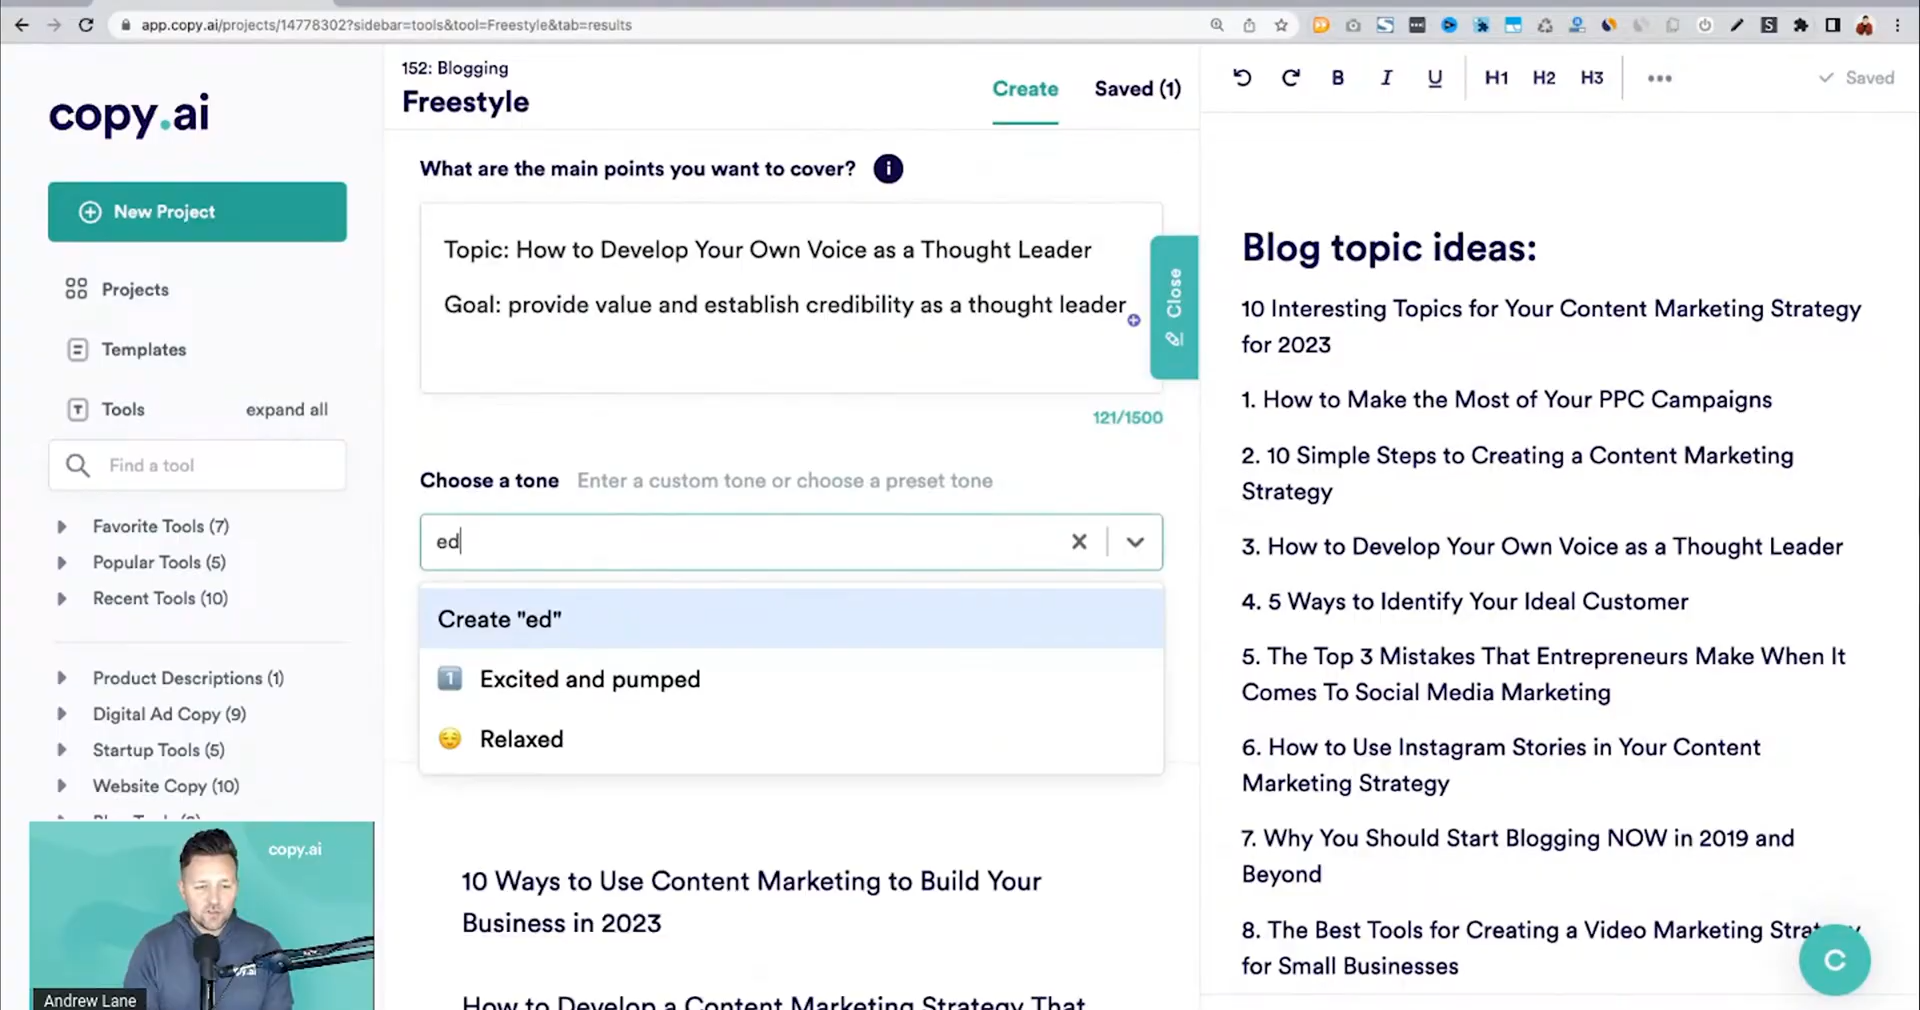 app.copy.ai/projects/14778302?sidebar=tools&tool=Freestyle&tab=results
copy.ai
New Project
Projects
Templates
Tools
expand all
Find a tool
Favorite Tools (7)
Popular Tools (5)
Recent Tools (10)
Product Descriptions (1)
Digital Ad Copy (9)
Startup Tools (5)
Website Copy (10)
copy.ai
Andrew Lane
152: Blogging
Freestyle
Create
Saved (1)
What are the main points you want to cover?
Topic: How to Develop Your Own Voice as a Thought Leader
Goal: provide value and establish credibility as a thought leader
Close
121/1500
Choose a tone
Enter a custom tone or choose a preset tone
ed
Create "ed"
1 Excited and pumped
Relaxed
10 Ways to Use Content Marketing to Build Your
Business in 2023
How to Develop a Content Marketing Strategy That
B I U H1 H2 H3
Saved
Blog topic ideas:
10 Interesting Topics for Your Content Marketing Strategy
for 2023
1. How to Make the Most of Your PPC Campaigns
2. 10 Simple Steps to Creating a Content Marketing
Strategy
3. How to Develop Your Own Voice as a Thought Leader
4. 5 Ways to Identify Your Ideal Customer
5. The Top 3 Mistakes That Entrepreneurs Make When It
Comes To Social Media Marketing
6. How to Use Instagram Stories in Your Content
Marketing Strategy
7. Why You Should Start Blogging NOW in 2019 and
Beyond
8. The Best Tools for Creating a Video Marketing Strategy
for Small Businesses
C